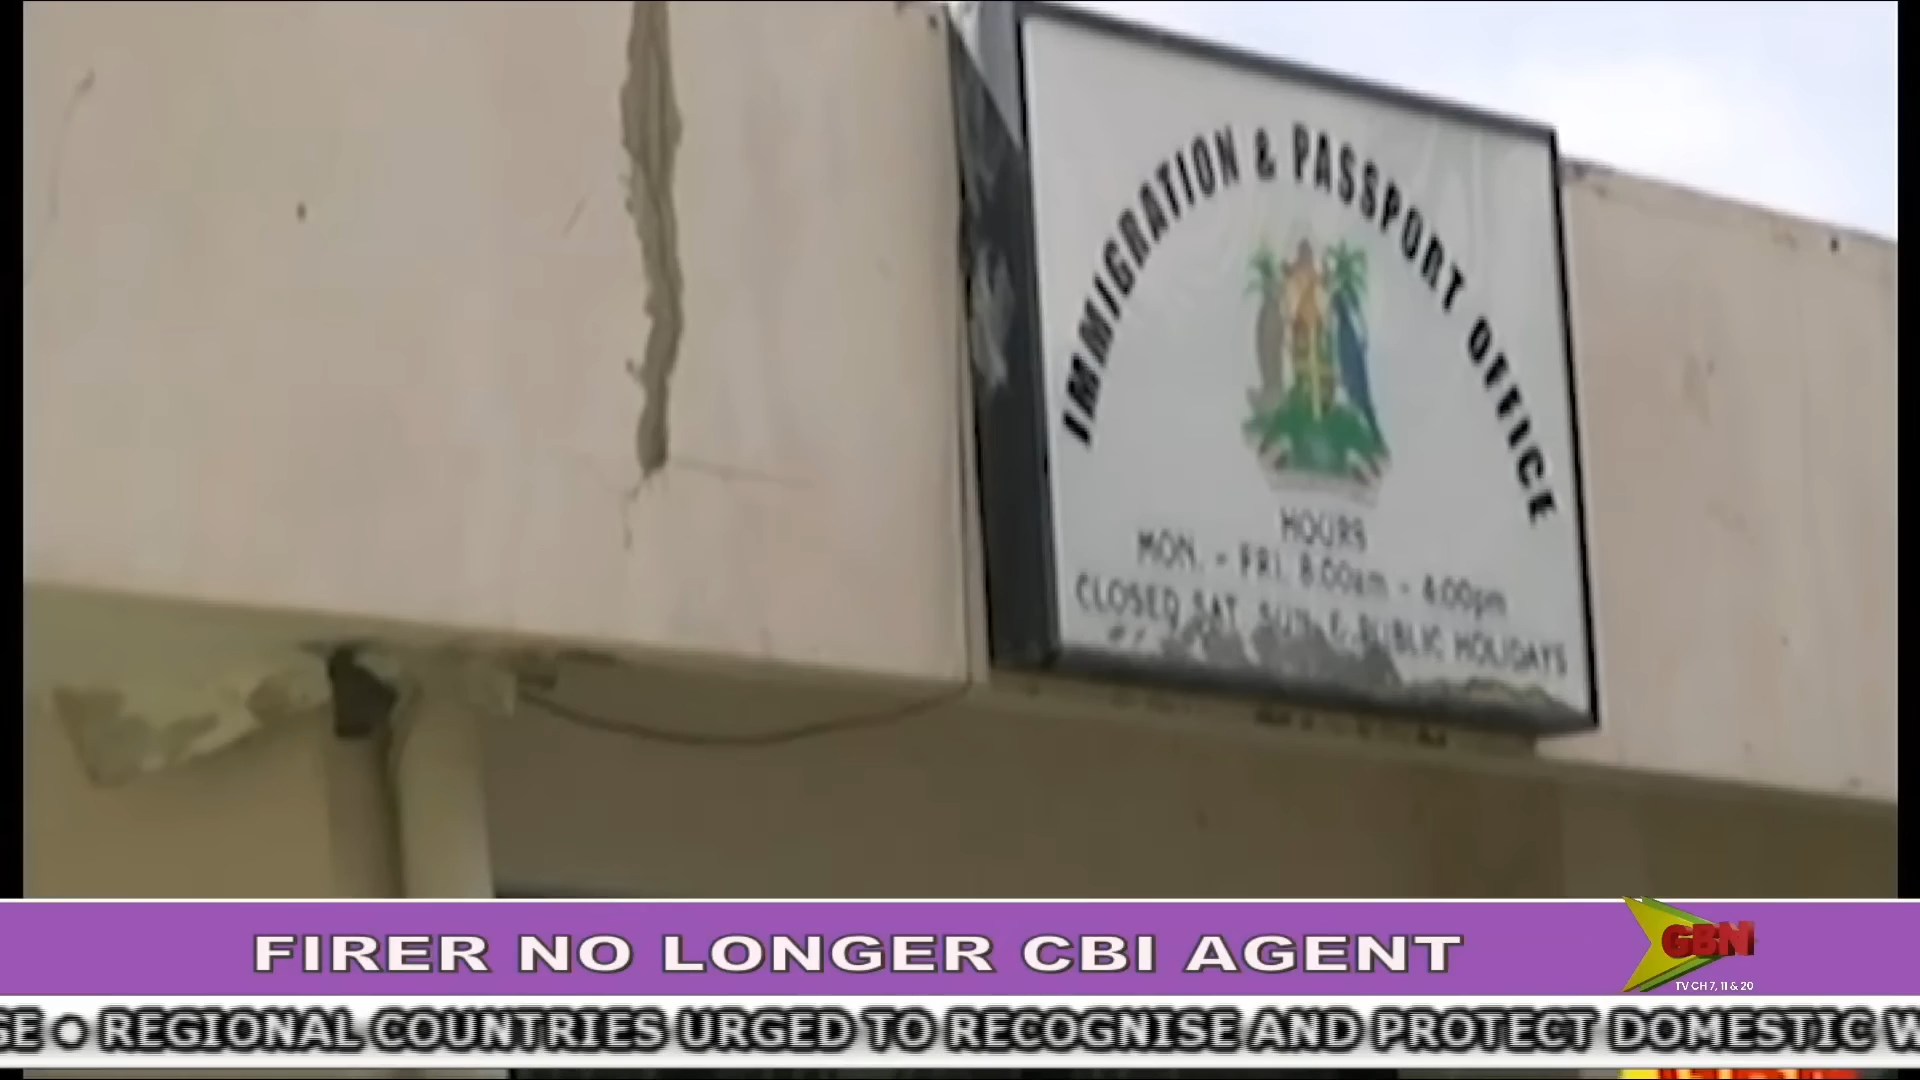 IMMIGRATION & PASSPORT OFFICE
HOURS
MON. - FRI. 8.00am - 4:00pm
CLOSED SAT. SUN. & PUBLIC HOLIDAYS
FIRER NO LONGER CBI AGENT
GBN
TV CH 7, 11 & 20
SE • REGIONAL COUNTRIES URGED TO RECOGNISE AND PROTECT DOMESTIC W